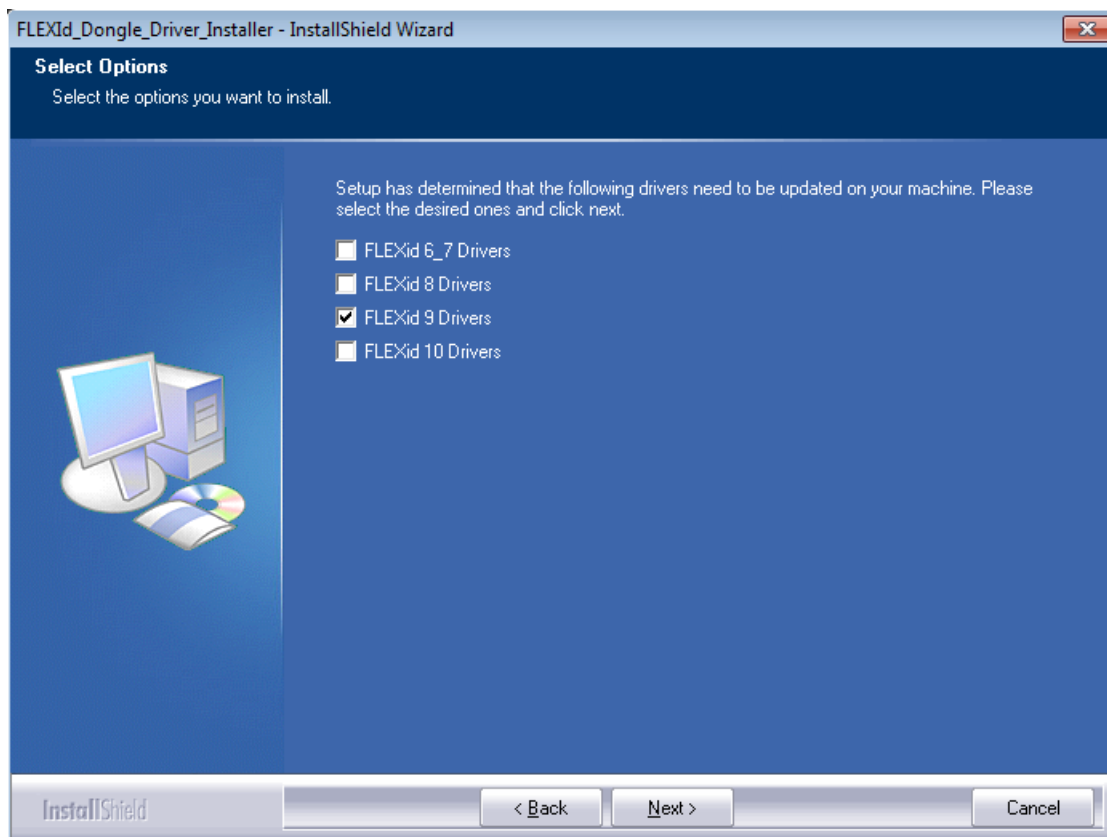 FLEXId_Dongle_Driver_Installer - InstallShield Wizard
Select Options
Select the options you want to install.
Setup has determined that the following drivers need to be updated on your machine. Please
select the desired ones and click next.
FLEXid 6_7 Drivers
FLEXid 8 Drivers
FLEXid 9 Drivers
FLEXid 10 Drivers
InstallShield
< Back
Next >
Cancel